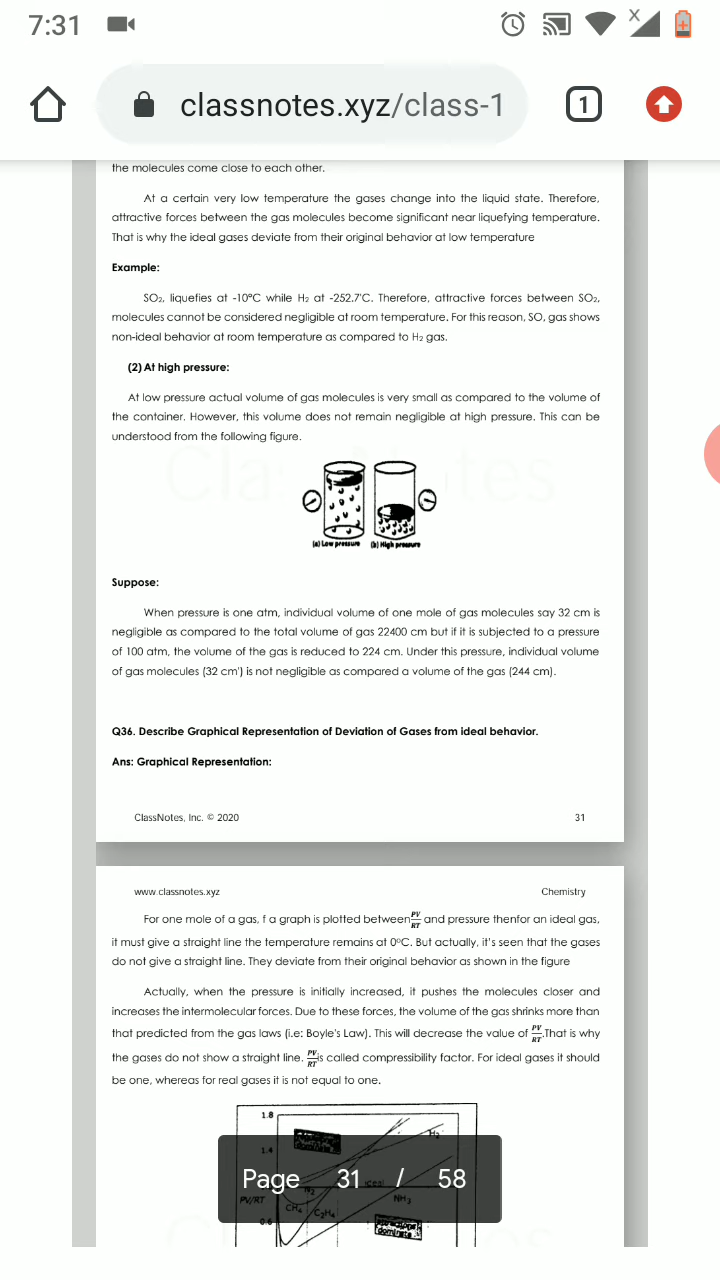 7:31
classnotes.xyz/class-1
1
the molecules come close to each other.
At a certain very low temperature the gases change into the liquid state. Therefore,
attractive forces between the gas molecules become significant near liquefying temperature.
That is why the ideal gases deviate from their original behavior at low temperature
Example:
SO₂, liquefies at -10°C while H₂ at -252.7'C. Therefore, attractive forces between SO₂,
molecules cannot be considered negligible at room temperature. For this reason, SO, gas shows
non-ideal behavior at room temperature as compared to H₂ gas.
(2) At high pressure:
At low pressure actual volume of gas molecules is very small as compared to the volume of
the container. However, this volume does not remain negligible at high pressure. This can be
understood from the following figure.
(a) Low pressure (b) High pressure
Suppose:
When pressure is one atm, individual volume of one mole of gas molecules say 32 cm is
negligible as compared to the total volume of gas 22400 cm but if it is subjected to a pressure
of 100 atm, the volume of the gas is reduced to 224 cm. Under this pressure, individual volume
of gas molecules (32 cm') is not negligible as compared a volume of the gas (244 cm).
Q36. Describe Graphical Representation of Deviation of Gases from ideal behavior.
Ans: Graphical Representation:
ClassNotes, Inc. © 2020 31
www.classnotes.xyz Chemistry
For one mole of a gas, f a graph is plotted between PV/RT and pressure thenfor an ideal gas,
it must give a straight line the temperature remains at 0°C. But actually, it's seen that the gases
do not give a straight line. They deviate from their original behavior as shown in the figure
Actually, when the pressure is initially increased, it pushes the molecules closer and
increases the intermolecular forces. Due to these forces, the volume of the gas shrinks more than
that predicted from the gas laws (i.e: Boyle's Law). This will decrease the value of PV/RT.That is why
the gases do not show a straight line. PV/RT is called compressibility factor. For ideal gases it should
be one, whereas for real gases it is not equal to one.
1.8
H₂
1.4
Page 31 / 58
N₂
PV/RT
NH₃
CH₄
C₂H₄
0.6
attractions
dominate